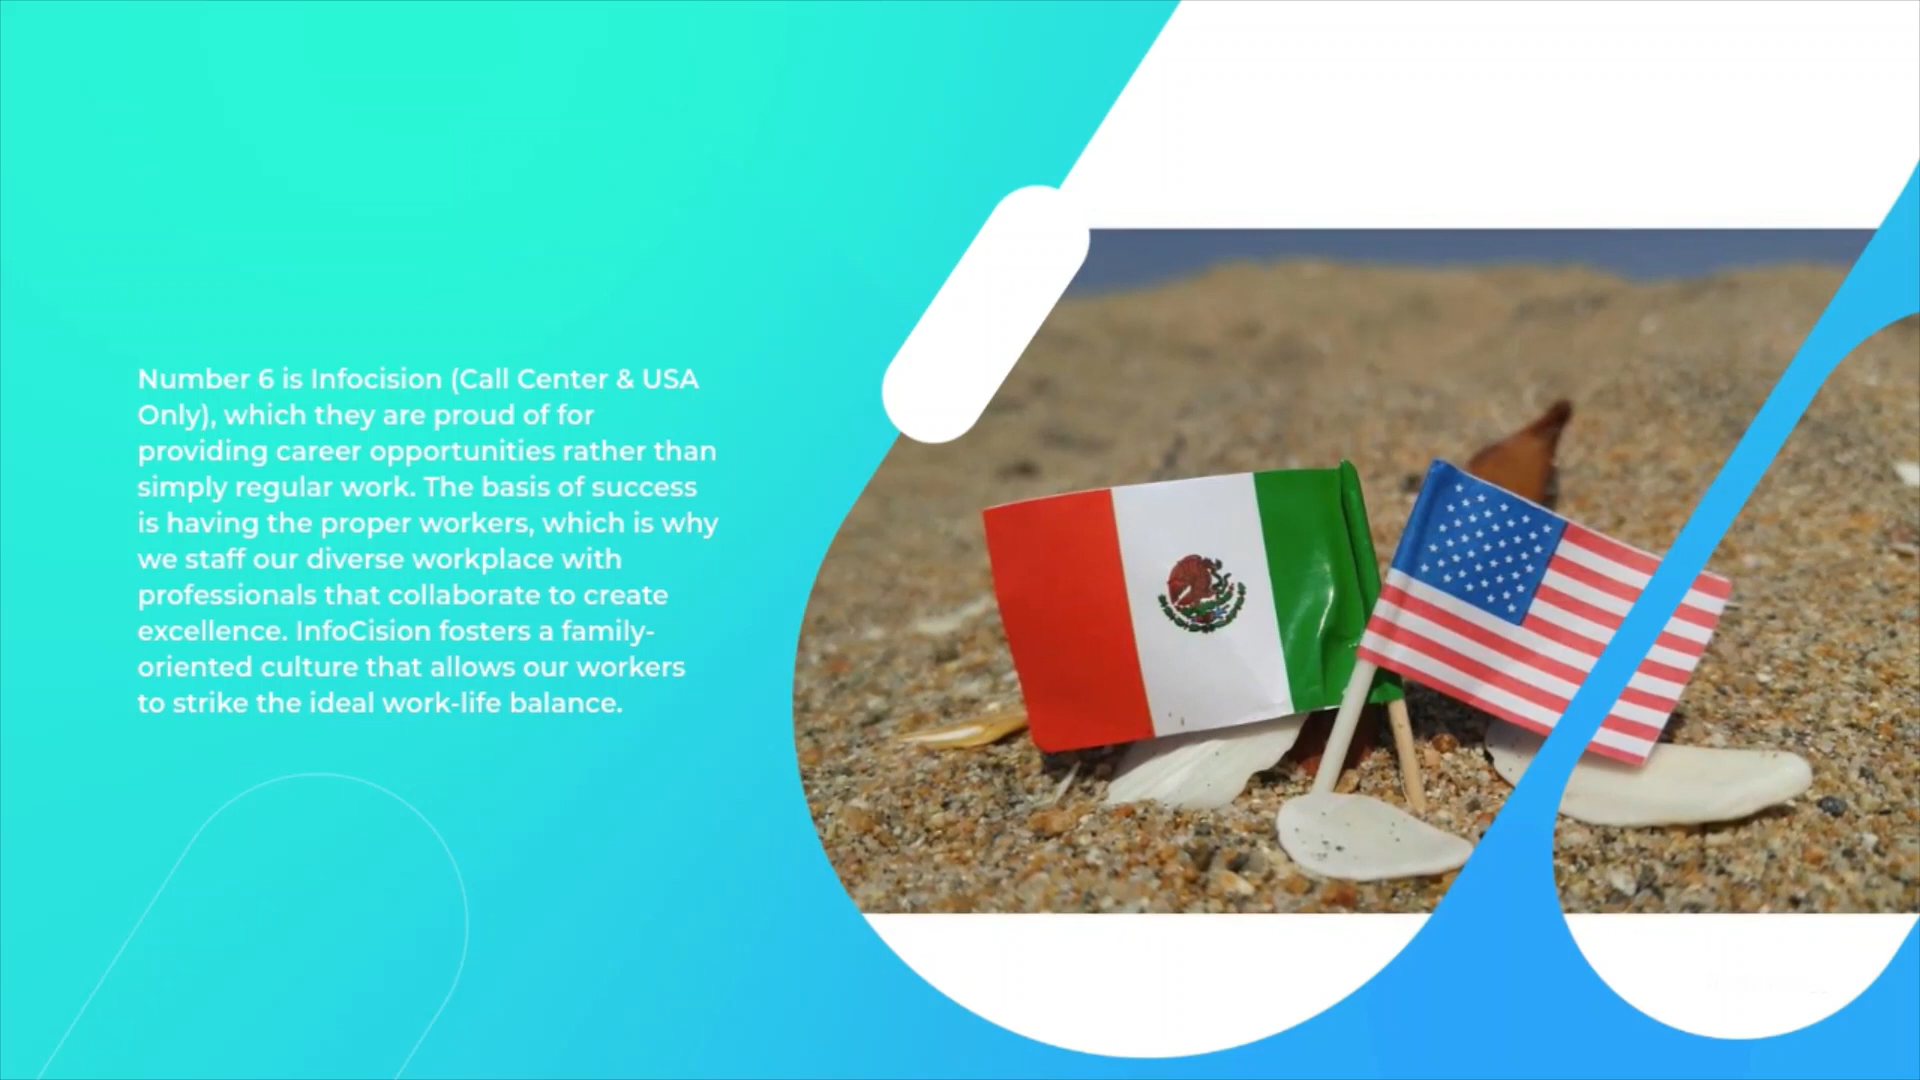 Number 6 is Infocision (Call Center & USA
Only), which they are proud of for
providing career opportunities rather than
simply regular work. The basis of success
is having the proper workers, which is why
we staff our diverse workplace with
professionals that collaborate to create
excellence. InfoCision fosters a family-
oriented culture that allows our workers
to strike the ideal work-life balance.